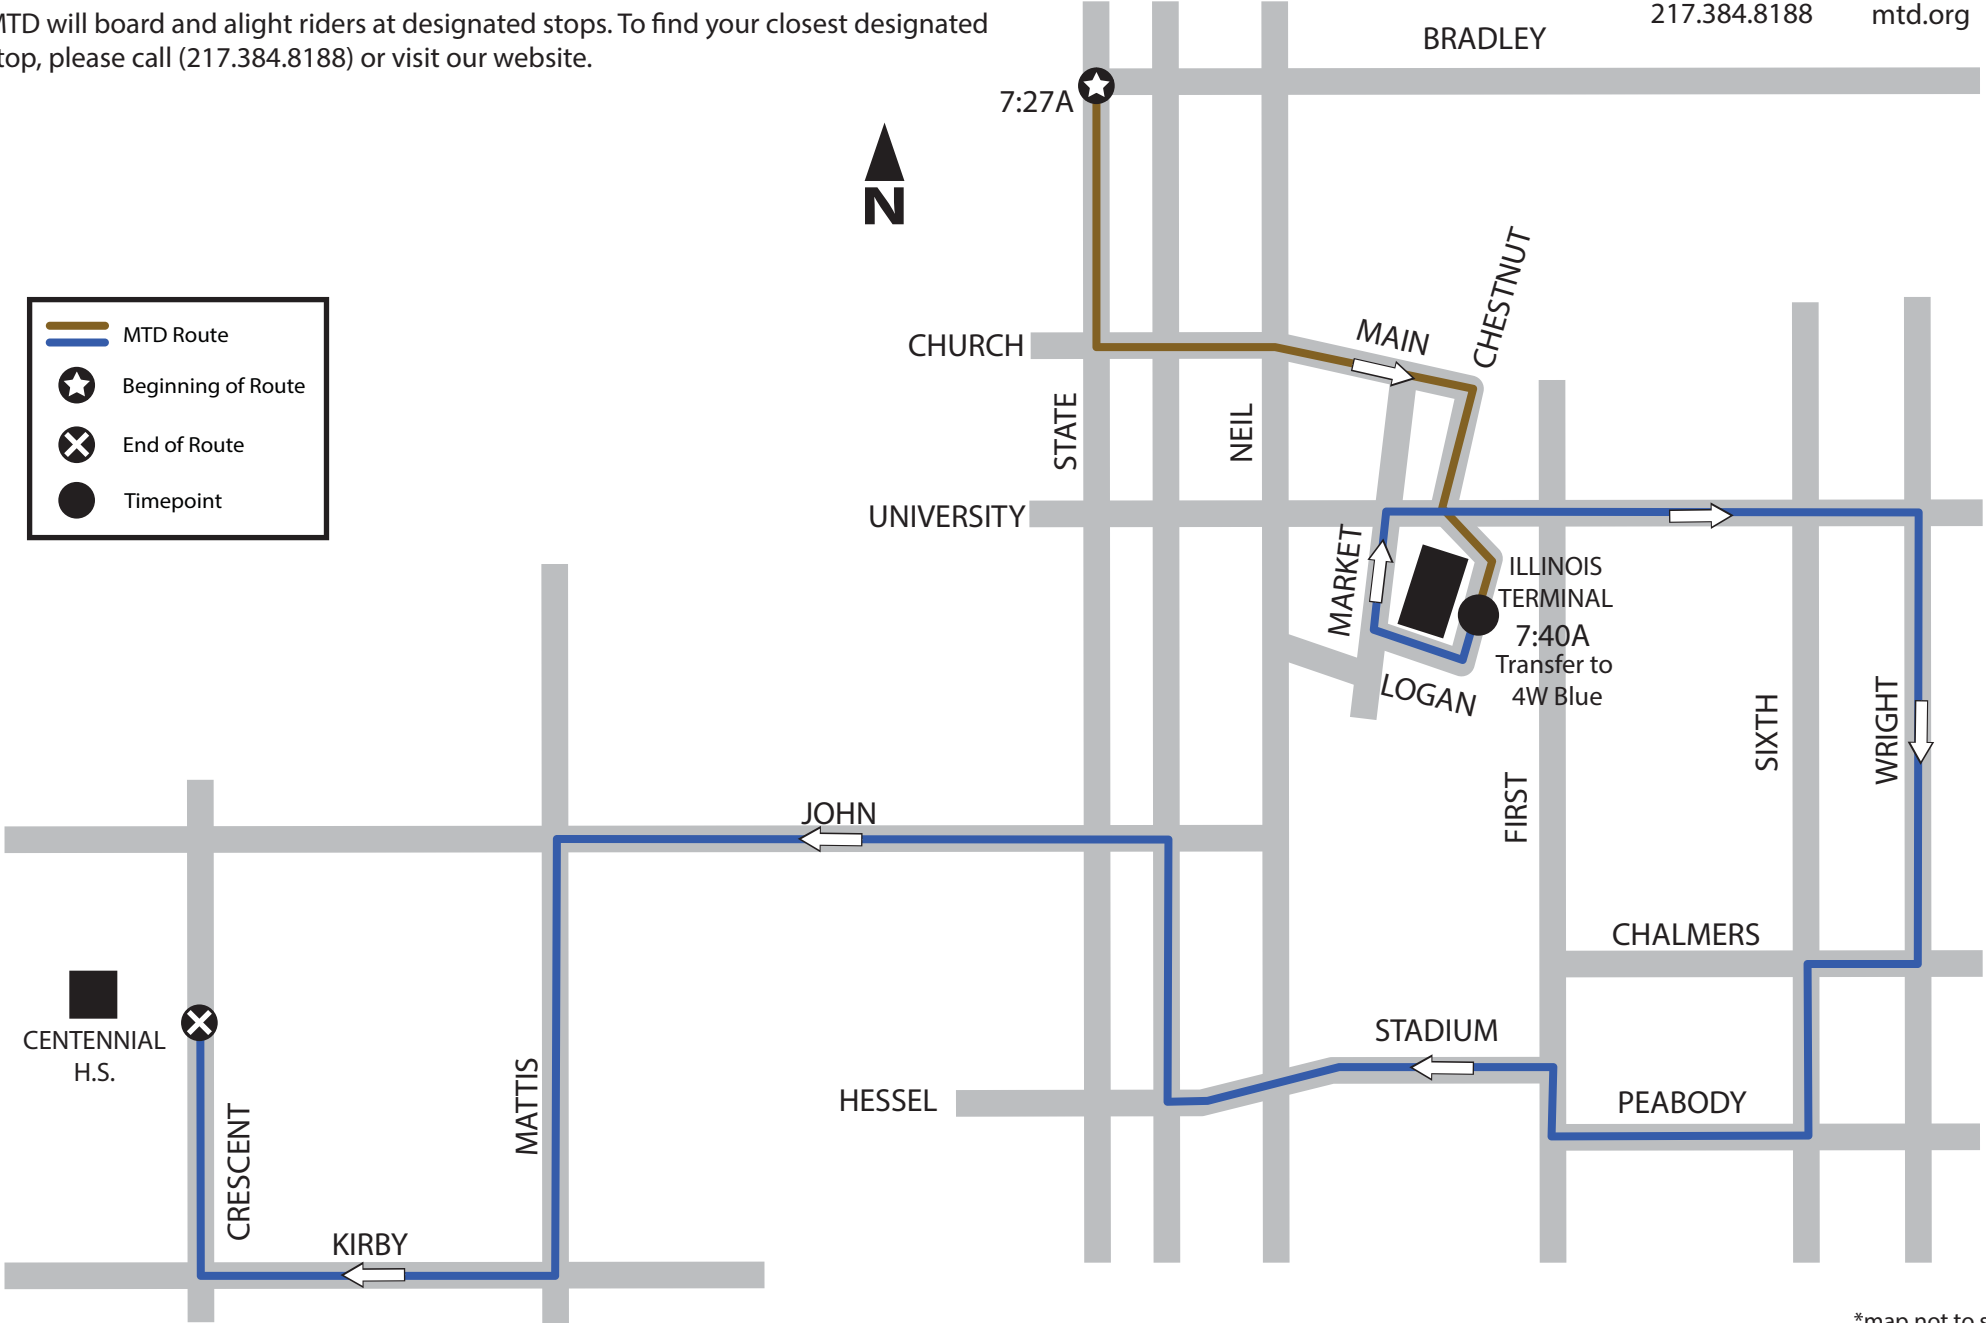 MTD will board and alight riders at designated stops. To find your closest designated
top, please call (217.384.8188) or visit our website.
217.384.8188 mtd.org
BRADLEY
7:27A
N
CHESTNUT
MTD Route
Beginning of Route
End of Route
Timepoint
CHURCH
MAIN
STATE
NEIL
UNIVERSITY
MARKET
ILLINOIS
TERMINAL
7:40A
Transfer to
4W Blue
LOGAN
SIXTH
WRIGHT
FIRST
JOHN
CHALMERS
CENTENNIAL
H.S.
STADIUM
MATTIS
HESSEL
PEABODY
CRESCENT
KIRBY
*map not to